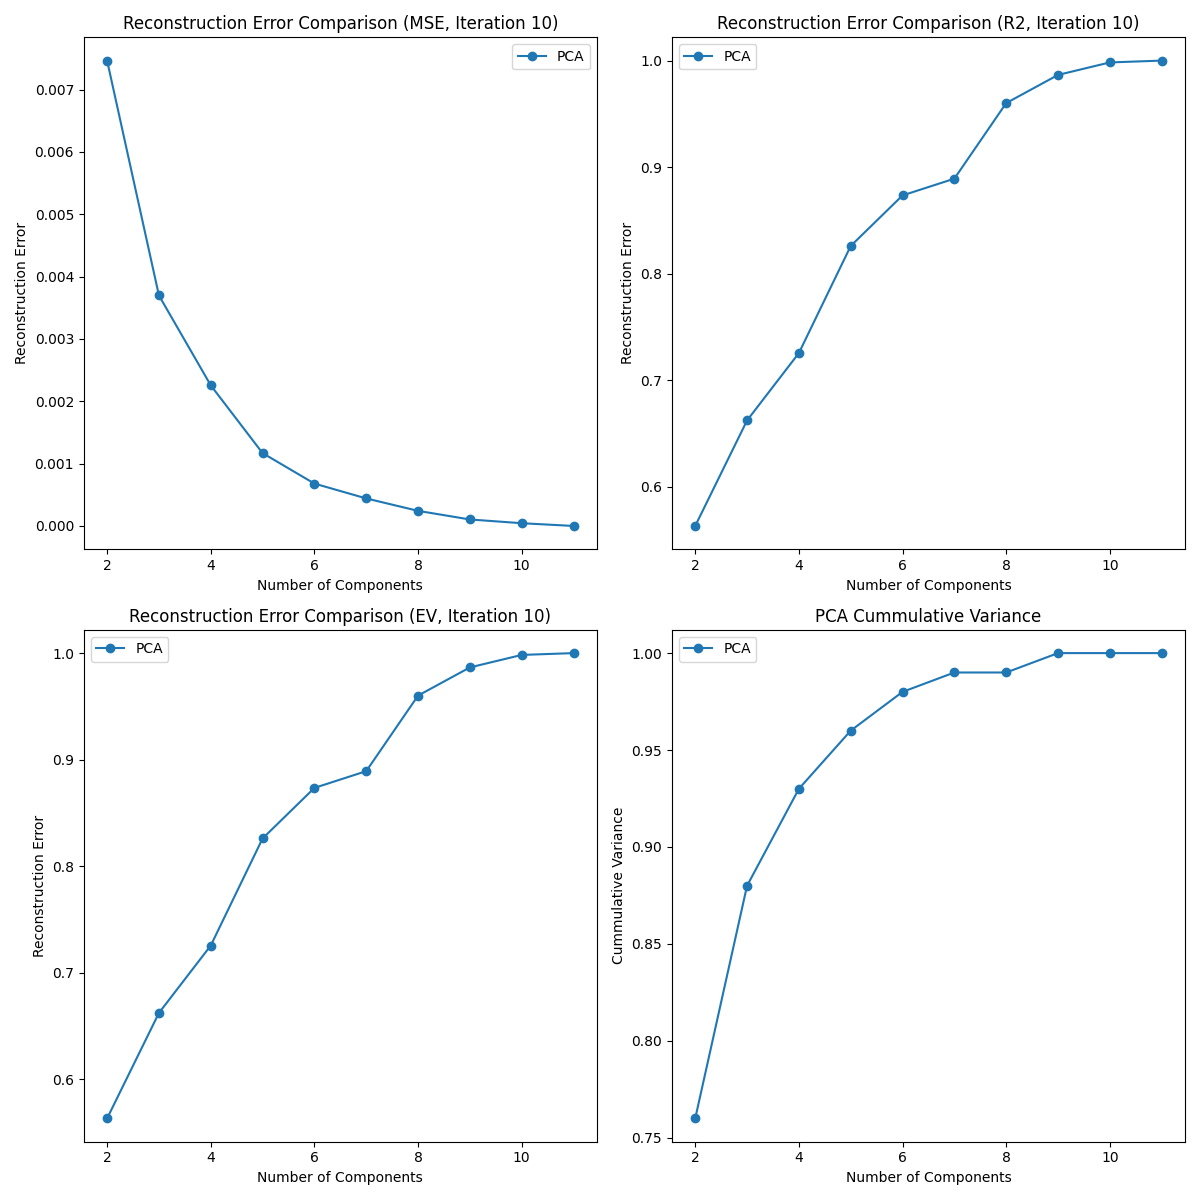 Reconstruction Error Comparison (MSE, Iteration 10)
PCA
0.007
0.006
0.005
0.004
0.003
0.002
0.001
0.000
Reconstruction Error
2 4 6 8 10
Number of Components
Reconstruction Error Comparison (R2, Iteration 10)
PCA
1.0
0.9
0.8
0.7
0.6
Reconstruction Error
2 4 6 8 10
Number of Components
Reconstruction Error Comparison (EV, Iteration 10)
PCA
1.0
0.9
0.8
0.7
0.6
Reconstruction Error
2 4 6 8 10
Number of Components
PCA Cummulative Variance
PCA
1.00
0.95
0.90
0.85
0.80
0.75
Cummulative Variance
2 4 6 8 10
Number of Components